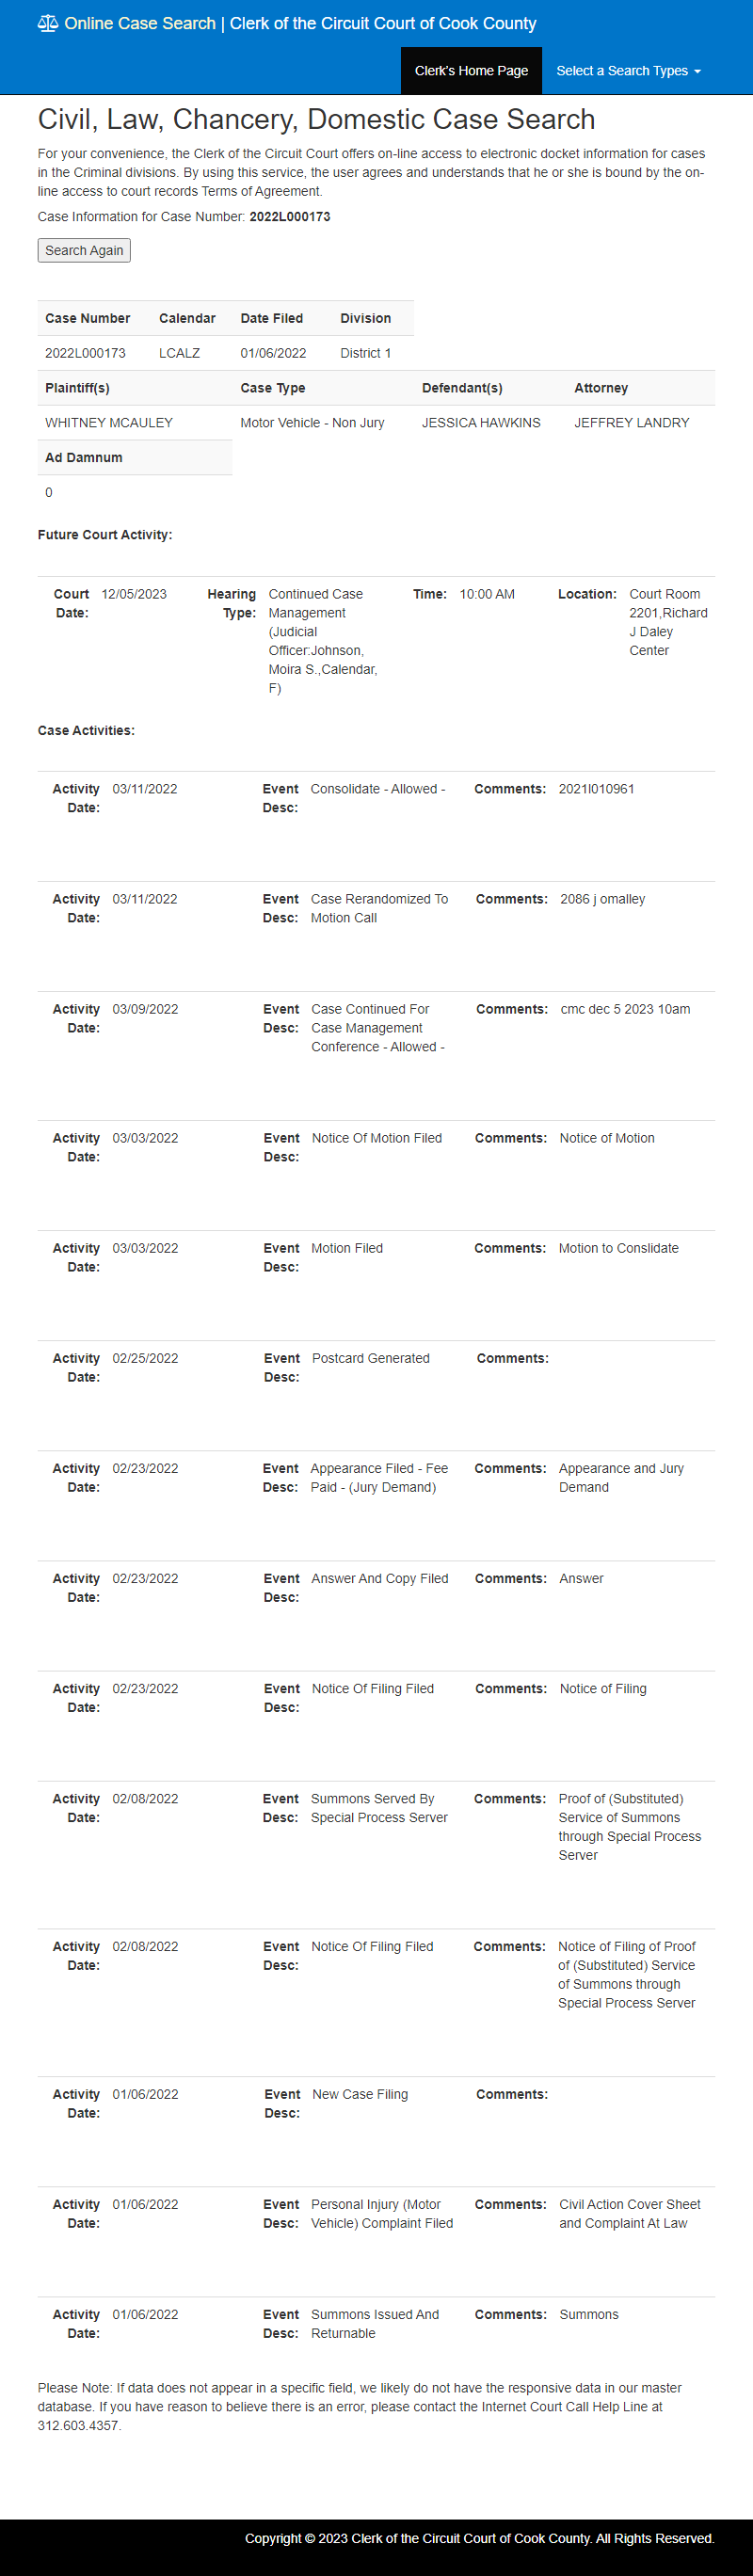 Online Case Search | Clerk of the Circuit Court of Cook County
Clerk's Home Page Select a Search Types
Civil, Law, Chancery, Domestic Case Search
For your convenience, the Clerk of the Circuit Court offers on-line access to electronic docket information for cases
in the Criminal divisions. By using this service, the user agrees and understands that he or she is bound by the on-
line access to court records Terms of Agreement.
Case Information for Case Number: 2022L000173
Search Again
Case Number Calendar Date Filed Division
2022L000173 LCALZ 01/06/2022 District 1
Plaintiff(s) Case Type Defendant(s) Attorney
WHITNEY MCAULEY Motor Vehicle - Non Jury JESSICA HAWKINS JEFFREY LANDRY
Ad Damnum
0
Future Court Activity:
Court 12/05/2023 Hearing Continued Case Time: 10:00 AM Location: Court Room
Date: Type: Management 2201,Richard
(Judicial J Daley
Officer:Johnson, Center
Moira S.,Calendar,
F)
Case Activities:
Activity 03/11/2022 Event Consolidate - Allowed - Comments: 2021l010961
Date: Desc:
Activity 03/11/2022 Event Case Rerandomized To Comments: 2086 j omalley
Date: Desc: Motion Call
Activity 03/09/2022 Event Case Continued For Comments: cmc dec 5 2023 10am
Date: Desc: Case Management
Conference - Allowed -
Activity 03/03/2022 Event Notice Of Motion Filed Comments: Notice of Motion
Date: Desc:
Activity 03/03/2022 Event Motion Filed Comments: Motion to Conslidate
Date: Desc:
Activity 02/25/2022 Event Postcard Generated Comments:
Date: Desc:
Activity 02/23/2022 Event Appearance Filed - Fee Comments: Appearance and Jury
Date: Desc: Paid - (Jury Demand) Demand
Activity 02/23/2022 Event Answer And Copy Filed Comments: Answer
Date: Desc:
Activity 02/23/2022 Event Notice Of Filing Filed Comments: Notice of Filing
Date: Desc:
Activity 02/08/2022 Event Summons Served By Comments: Proof of (Substituted)
Date: Desc: Special Process Server Service of Summons
through Special Process
Server
Activity 02/08/2022 Event Notice Of Filing Filed Comments: Notice of Filing of Proof
Date: Desc: of (Substituted) Service
of Summons through
Special Process Server
Activity 01/06/2022 Event New Case Filing Comments:
Date: Desc:
Activity 01/06/2022 Event Personal Injury (Motor Comments: Civil Action Cover Sheet
Date: Desc: Vehicle) Complaint Filed and Complaint At Law
Activity 01/06/2022 Event Summons Issued And Comments: Summons
Date: Desc: Returnable
Please Note: If data does not appear in a specific field, we likely do not have the responsive data in our master
database. If you have reason to believe there is an error, please contact the Internet Court Call Help Line at
312.603.4357.
Copyright © 2023 Clerk of the Circuit Court of Cook County. All Rights Reserved.